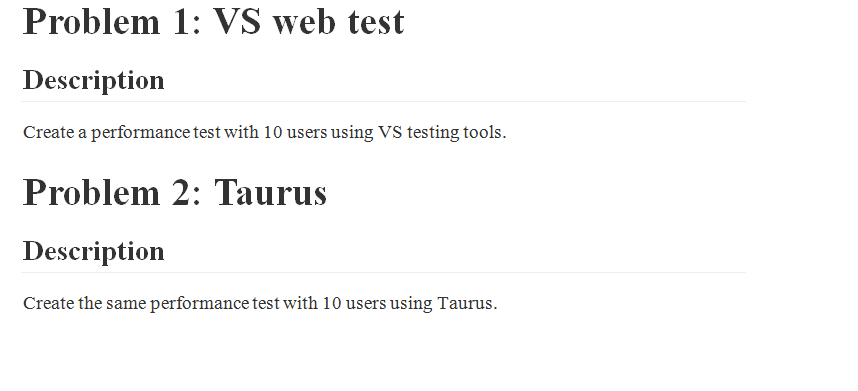 Problem 1: VS web test
Description
Create a performance test with 10 users using VS testing tools.
Problem 2: Taurus
Description
Create the same performance test with 10 users using Taurus.